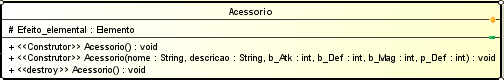 Acessorio
# Efeito_elemental : Elemento
+ <<Construtor>> Acessorio() : void
+ <<Construtor>> Acessorio(nome : String, descricao : String, b_Atk : int, b_Def : int, b_Mag : int, p_Def : int) : void
+ <<destroy>> Acessorio() : void